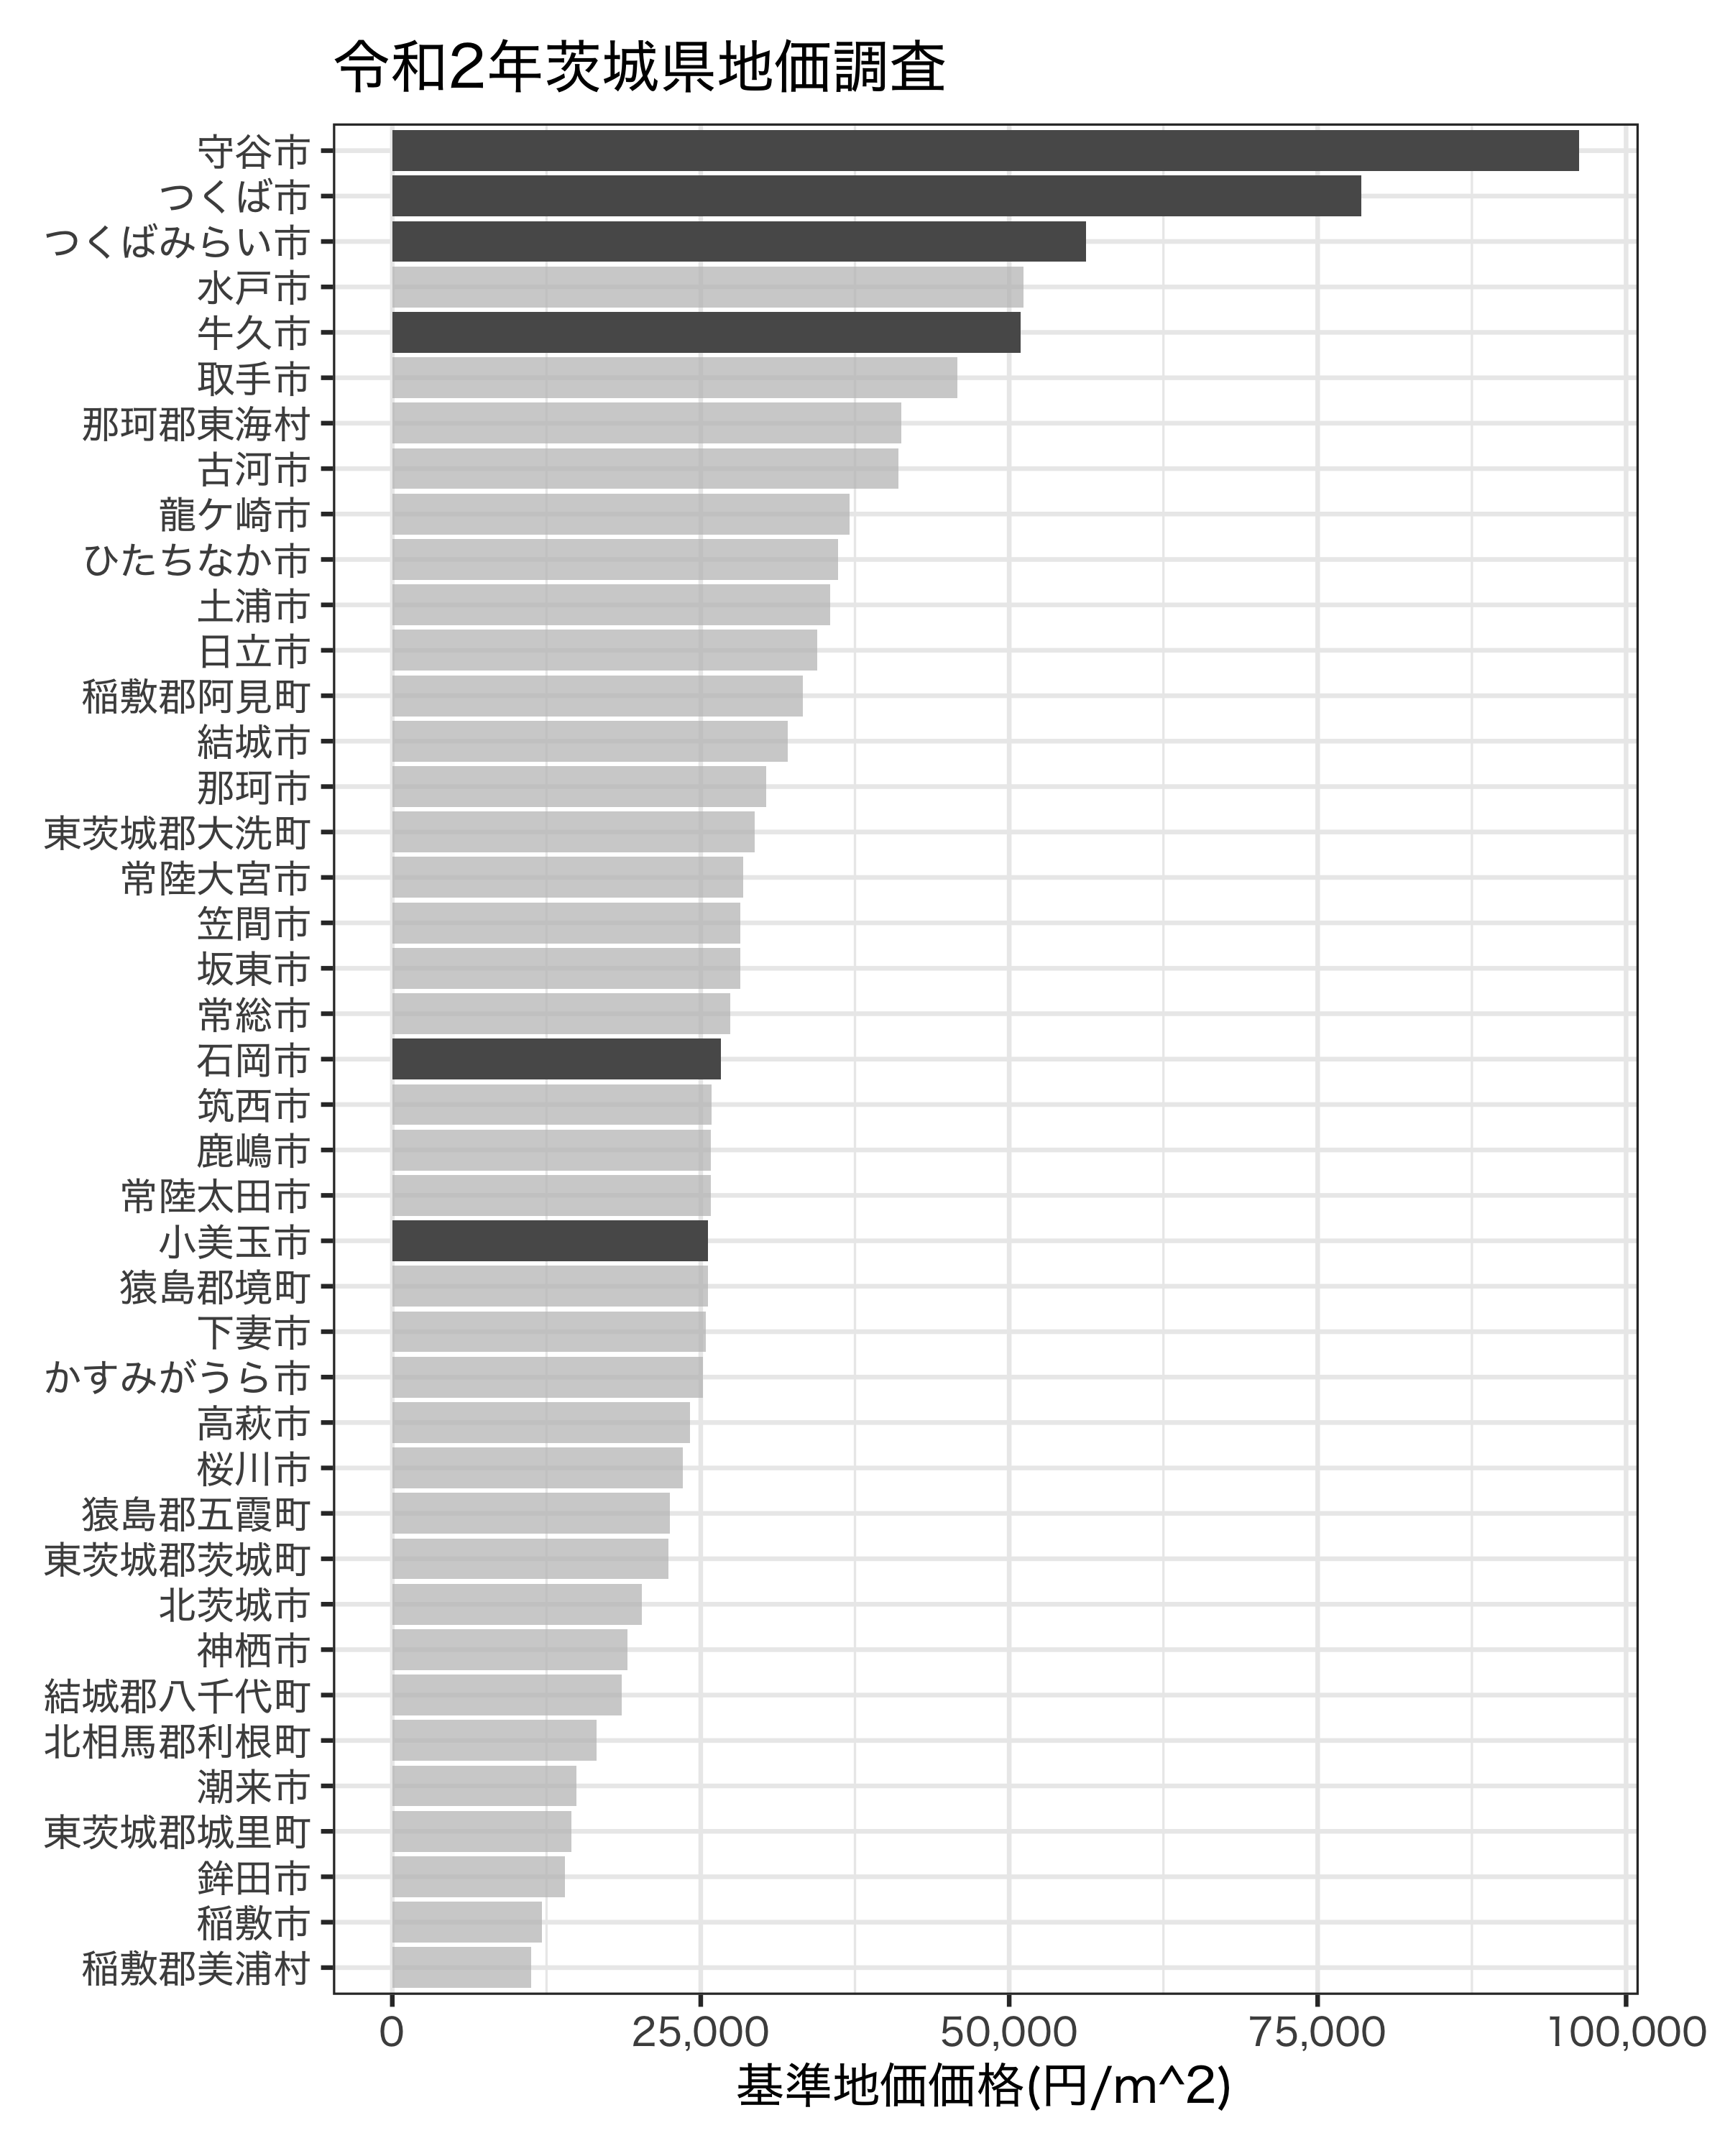 令和2年茨城県地価調査
守谷市
つくば市
つくばみらい市
水戸市
牛久市
取手市
那珂郡東海村
古河市
龍ケ崎市
ひたちなか市
土浦市
日立市
稲敷郡阿見町
結城市
那珂市
東茨城郡大洗町
常陸大宮市
笠間市
坂東市
常総市
石岡市
筑西市
鹿嶋市
常陸太田市
小美玉市
猿島郡境町
下妻市
かすみがうら市
高萩市
桜川市
猿島郡五霞町
東茨城郡茨城町
北茨城市
神栖市
結城郡八千代町
北相馬郡利根町
潮来市
東茨城郡城里町
鉾田市
稲敷市
稲敷郡美浦村
0 25,000 50,000 75,000 100,000
基準地価価格(円/m^2)